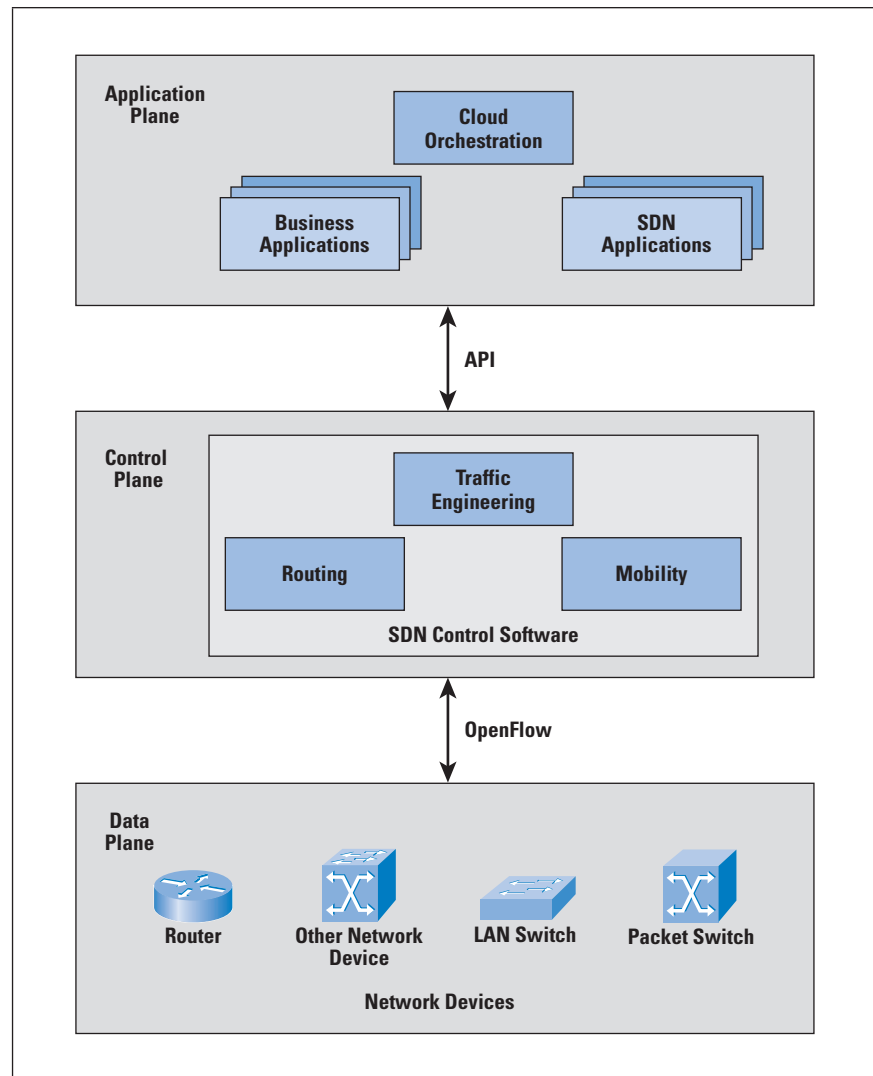 Application
Plane
Cloud
Orchestration
Business
Applications
SDN
Applications
API
Control
Plane
Traffic
Engineering
Routing
Mobility
SDN Control Software
OpenFlow
Data
Plane
Router
Other Network
Device
LAN Switch
Packet Switch
Network Devices